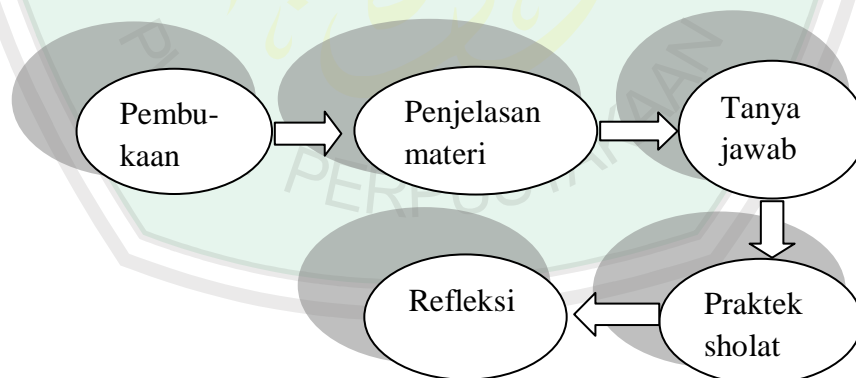 Pembu-
kaan
Penjelasan
materi
Tanya
jawab
Praktek
sholat
Refleksi